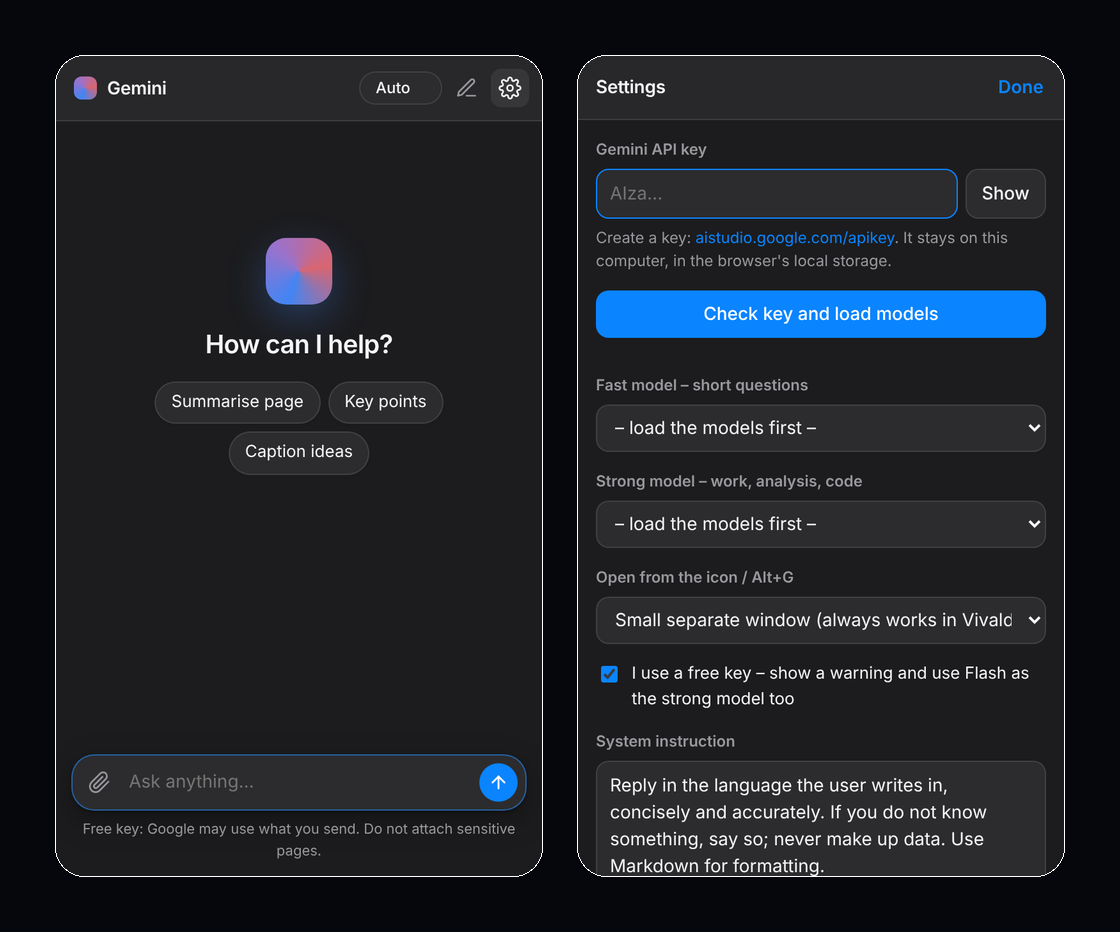 Gemini
Auto
How can I help?
Summarise page
Key points
Caption ideas
Ask anything...
Free key: Google may use what you send. Do not attach sensitive
pages.
Settings
Done
Gemini API key
AIza...
Show
Create a key: aistudio.google.com/apikey. It stays on this
computer, in the browser's local storage.
Check key and load models
Fast model – short questions
– load the models first –
Strong model – work, analysis, code
– load the models first –
Open from the icon / Alt+G
Small separate window (always works in Vivald
I use a free key – show a warning and use Flash as
the strong model too
System instruction
Reply in the language the user writes in,
concisely and accurately. If you do not know
something, say so; never make up data. Use
Markdown for formatting.